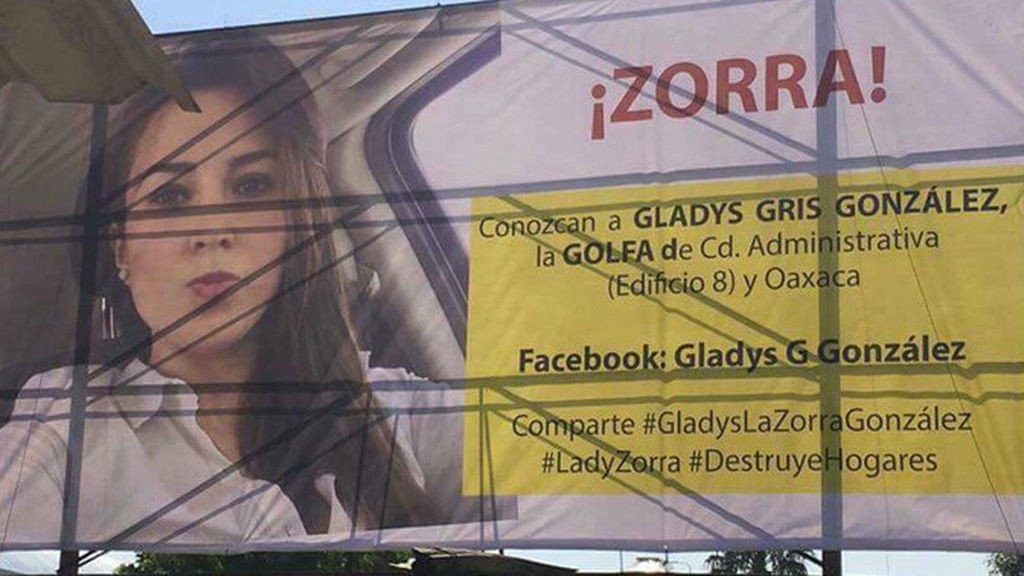 ¡ZORRA!
Conozcan a GLADYS GRIS GONZÁLEZ,
la GOLFA de Cd. Administrativa
(Edificio 8) y Oaxaca
Facebook: Gladys G González
Comparte #GladysLaZorraGonzález
#LadyZorra #DestruyeHogares